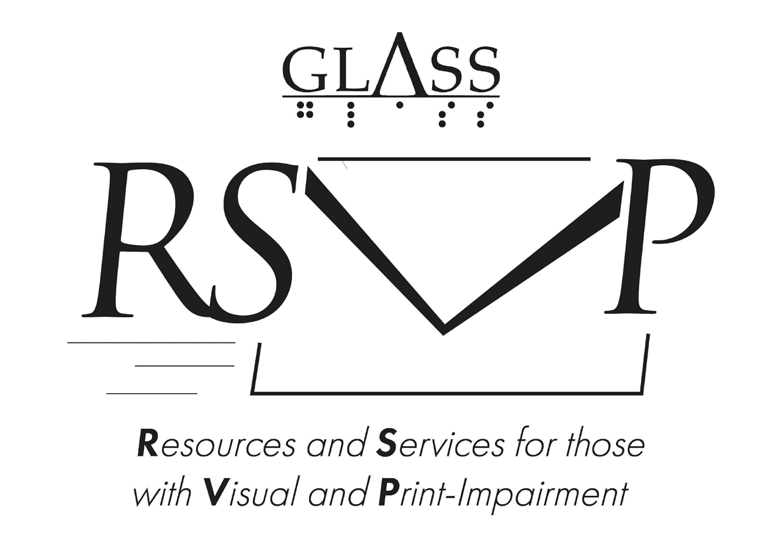 GLASS
⠛⠇⠁⠎⠎
RSVP
Resources and Services for those
with Visual and Print-Impairment